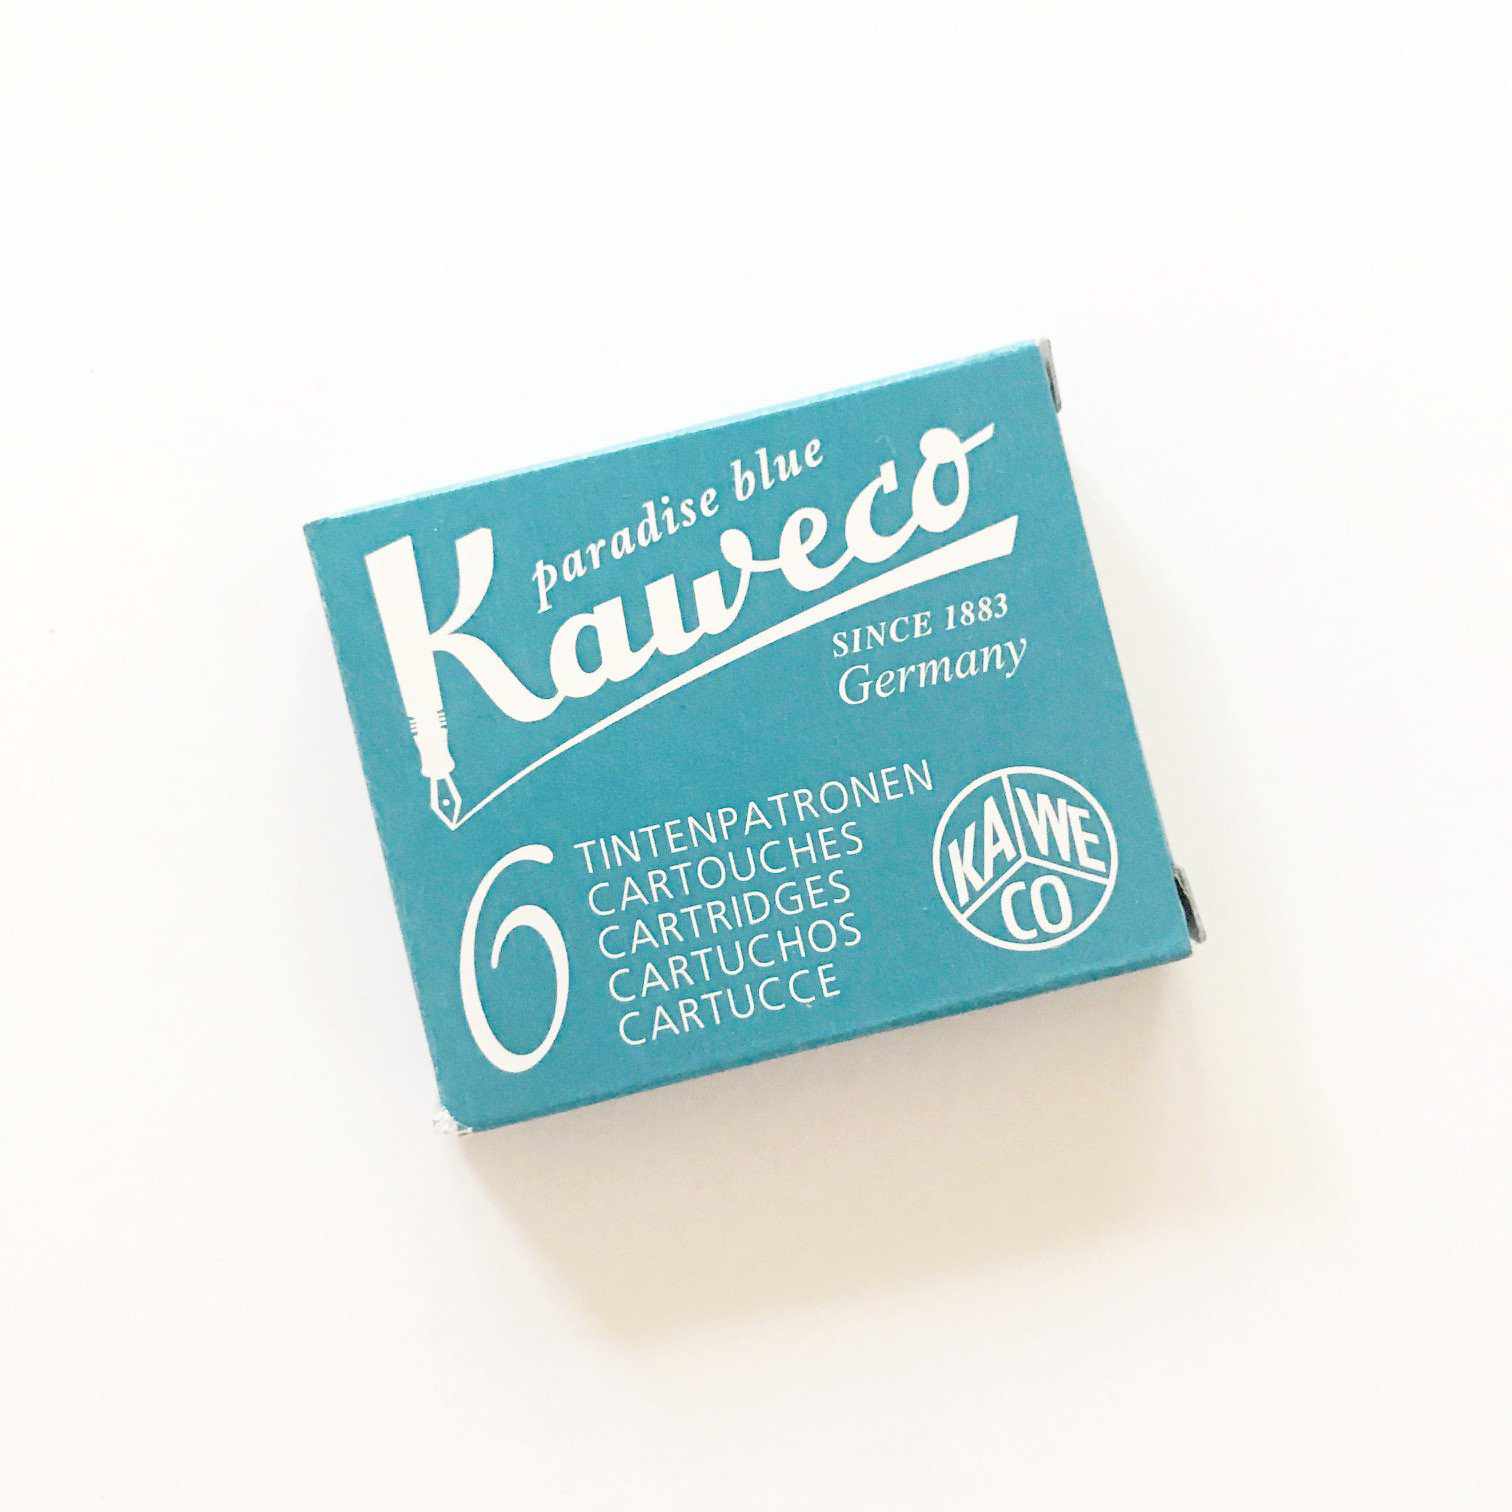 paradise blue
Kaweco
SINCE 1883
Germany
6
TINTENPATRONEN
CARTOUCHES
CARTRIDGES
CARTUCHOS
CARTUCCE
KA WE
CO